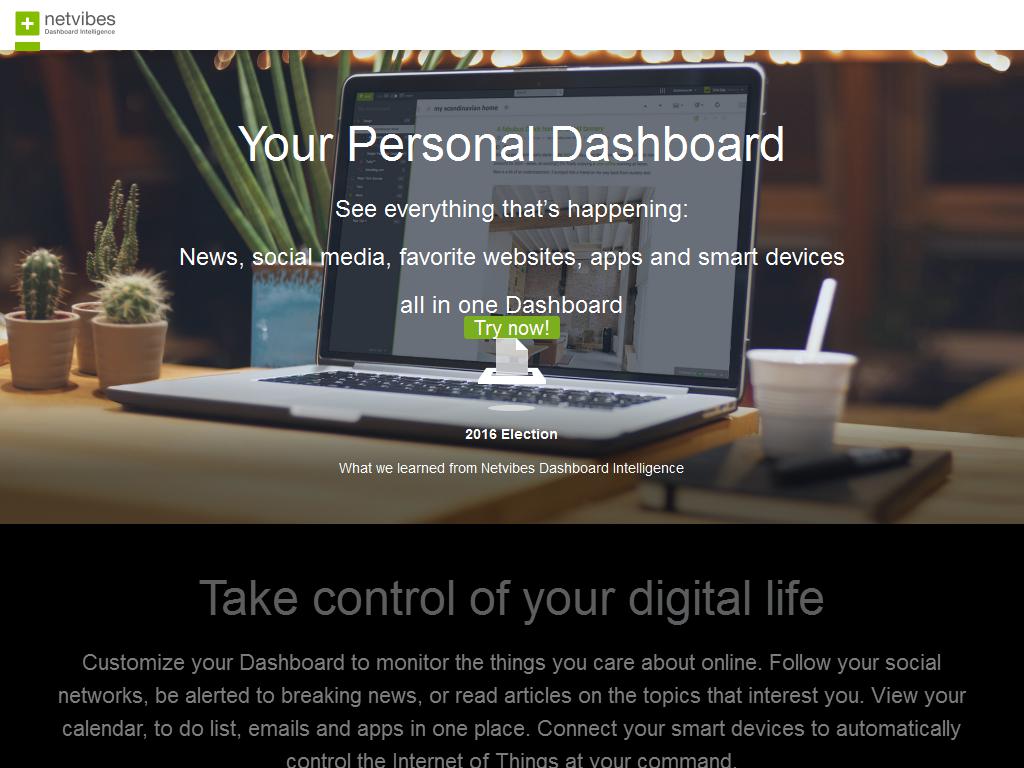 netvibes
Dashboard Intelligence
my scandinavian home
Your Personal Dashboard
See everything that’s happening:
News, social media, favorite websites, apps and smart devices
all in one Dashboard
Try now!
2016 Election
What we learned from Netvibes Dashboard Intelligence
Take control of your digital life
Customize your Dashboard to monitor the things you care about online. Follow your social
networks, be alerted to breaking news, or read articles on the topics that interest you. View your
calendar, to do list, emails and apps in one place. Connect your smart devices to automatically
control the Internet of Things at your command.